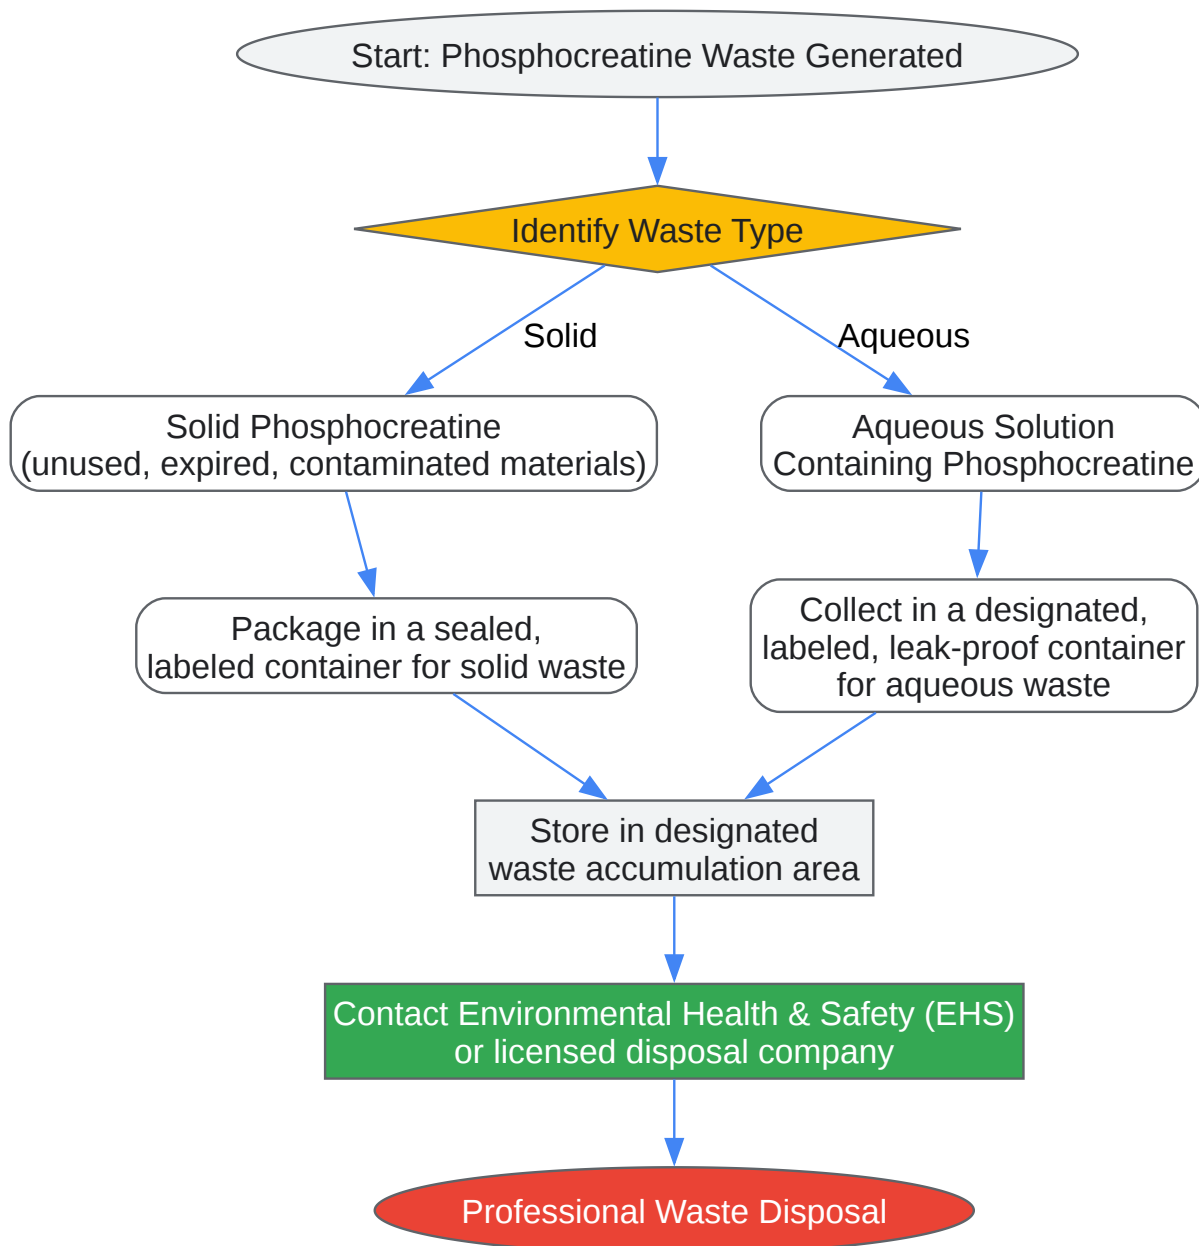 Start: Phosphocreatine Waste Generated
Identify Waste Type
Solid
Aqueous
Solid Phosphocreatine
(unused, expired, contaminated materials)
Aqueous Solution
Containing Phosphocreatine
Package in a sealed,
labeled container for solid waste
Collect in a designated,
labeled, leak-proof container
for aqueous waste
Store in designated
waste accumulation area
Contact Environmental Health & Safety (EHS)
or licensed disposal company
Professional Waste Disposal